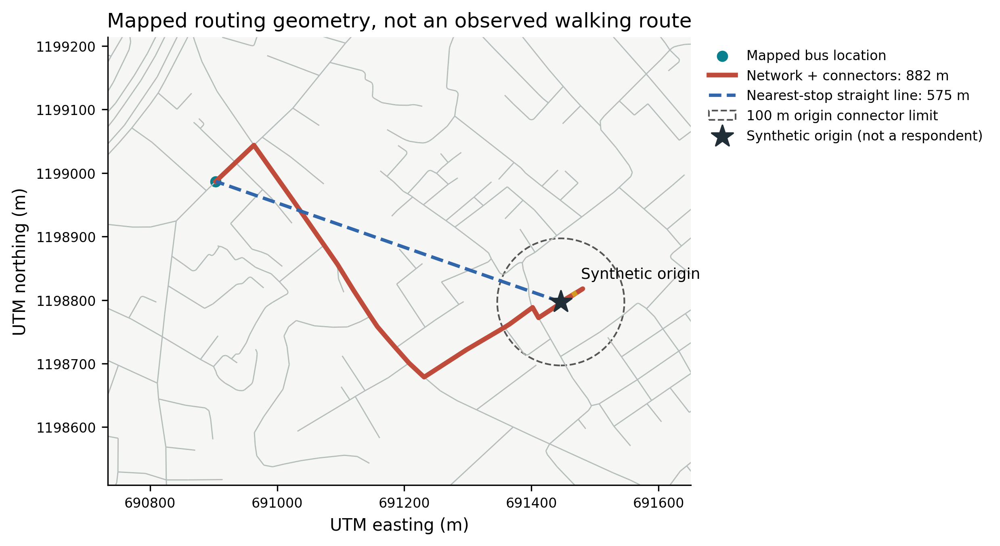 Mapped routing geometry, not an observed walking route
1199200
1199100
1199000
1198900
1198800
1198700
1198600
UTM northing (m)
690800
691000
691200
691400
691600
UTM easting (m)
Synthetic origin
Mapped bus location
Network + connectors: 882 m
Nearest-stop straight line: 575 m
100 m origin connector limit
Synthetic origin (not a respondent)